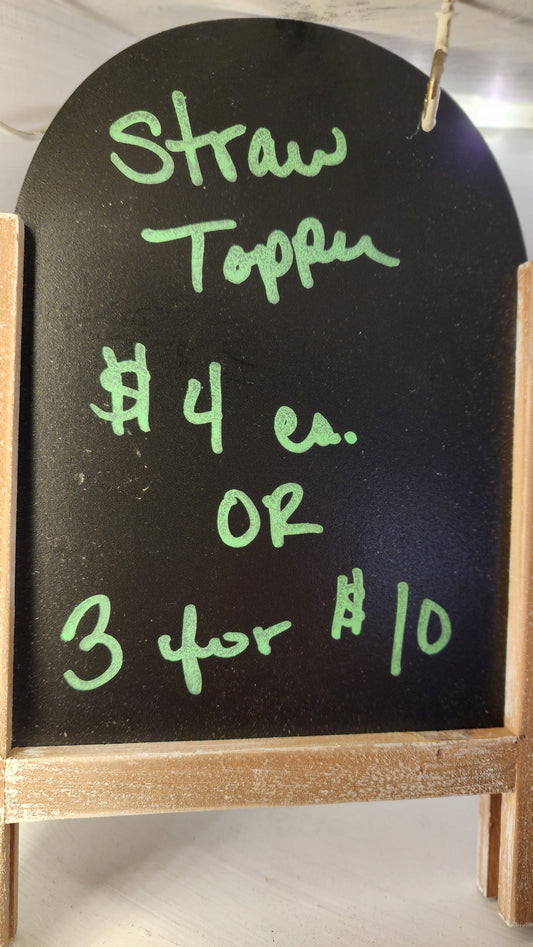 Straw
Topper
$4 ea.
OR
3 for $10